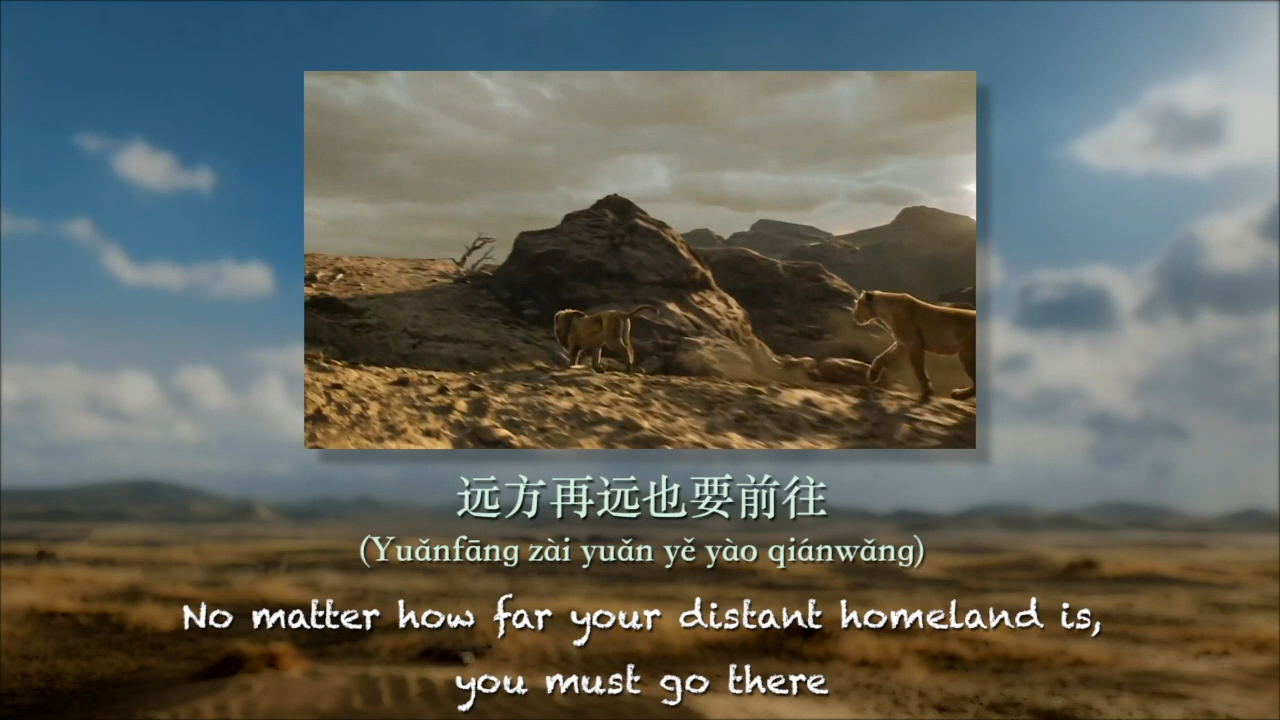 远方再远也要前往
(Yuǎnfāng zài yuǎn yě yào qiánwǎng)
No matter how far your distant homeland is,
you must go there